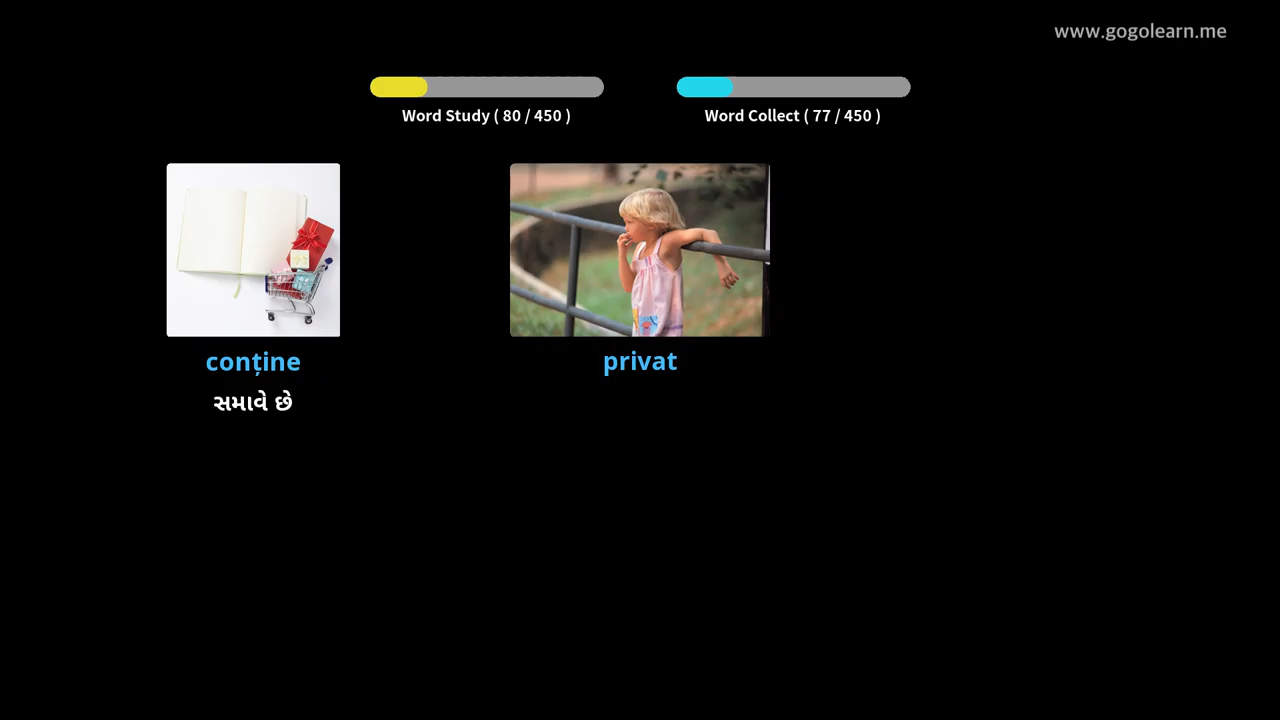 www.gogolearn.me
Word Study ( 80 / 450 )
Word Collect ( 77 / 450 )
conține
privat
સમાવે છે